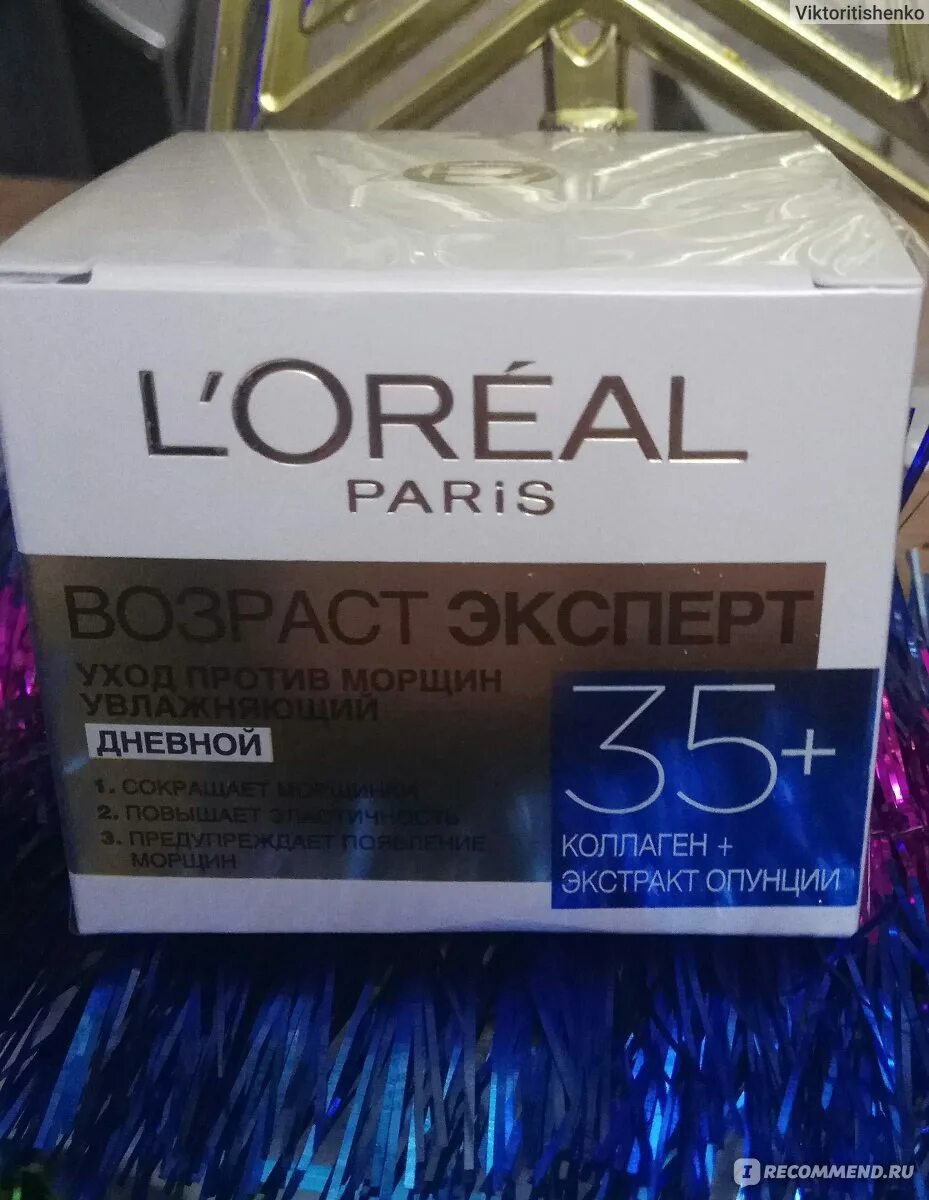 Viktoritishenko
L'ORÉAL
PARiS
ВОЗРАСТ ЭКСПЕРТ
УХОД ПРОТИВ МОРЩИН
УВЛАЖНЯЮЩИЙ
ДНЕВНОЙ
1. СОКРАЩАЕТ МОРЩИНКИ
2. ПОВЫШАЕТ ЭЛАСТИЧНОСТЬ
3. ПРЕДУПРЕЖДАЕТ ПОЯВЛЕНИЕ
МОРЩИН
35+
КОЛЛАГЕН +
ЭКСТРАКТ ОПУНЦИИ
I RECOMMEND.RU